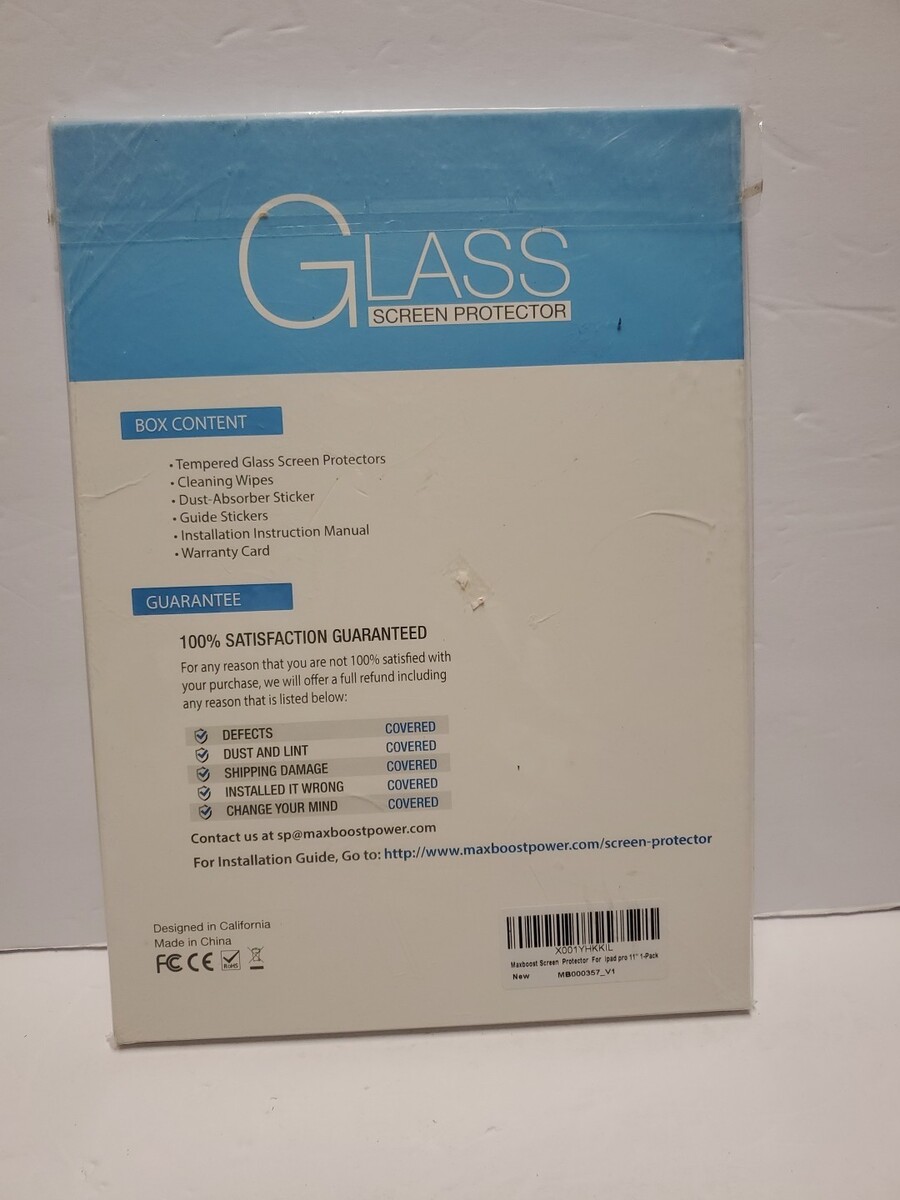 GLASS
SCREEN PROTECTOR
BOX CONTENT
• Tempered Glass Screen Protectors
• Cleaning Wipes
• Dust-Absorber Sticker
• Guide Stickers
• Installation Instruction Manual
• Warranty Card
GUARANTEE
100% SATISFACTION GUARANTEED
For any reason that you are not 100% satisfied with
your purchase, we will offer a full refund including
any reason that is listed below:
DEFECTS COVERED
DUST AND LINT COVERED
SHIPPING DAMAGE COVERED
INSTALLED IT WRONG COVERED
CHANGE YOUR MIND COVERED
Contact us at sp@maxboostpower.com
For Installation Guide, Go to: http://www.maxboostpower.com/screen-protector
Designed in California
Made in China
FC CE RoHS
X001YHKKIL
Maxboost Screen Protector For ipad pro 11" 1-Pack
New MB000357_V1